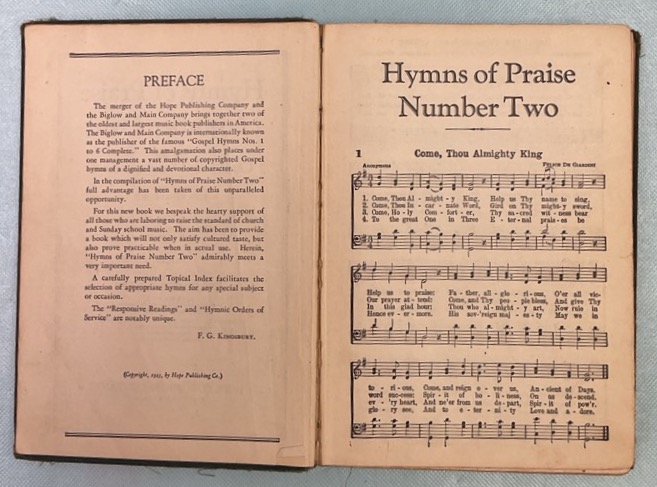 PREFACE
The merger of the Hope Publishing Company and
the Biglow and Main Company brings together two of
the oldest and largest music book publishers in America.
The Biglow and Main Company is internationally known
as the publisher of the famous "Gospel Hymns Nos. 1
to 6 Complete." This amalgamation also places under
one management a vast number of copyrighted Gospel
hymns of a dignified and devotional character.
In the compilation of "Hymns of Praise Number Two"
full advantage has been taken of this unparalleled
opportunity.
For this new book we bespeak the hearty support of
all those who are laboring to raise the standard of church
and Sunday school music. The aim has been to provide
a book which will not only satisfy cultured taste, but
also prove practicable when in actual use. Herein,
"Hymns of Praise Number Two" admirably meets a
very important need.
A carefully prepared Topical Index facilitates the
selection of appropriate hymns for any special subject
or occasion.
The "Responsive Readings" and "Hymnic Orders of
Service" are notably unique.
F. G. Kingsbury.
(Copyright, 1925, by Hope Publishing Co.)
Hymns of Praise
Number Two
1 Come, Thou Almighty King
Anonymous Felice De Giardini
1. Come, Thou Al - might - y King, Help us Thy name to sing,
2. Come, Thou In - car - nate Word, Gird on Thy might-y sword,
3. Come, Ho - ly Com - fort - er, Thy sa-cred wit - ness bear
4. To the great One in Three E - ter-nal prais - es be
Help us to praise: Fa - ther, all - glo - ri - ous, O'er all vic-
Our prayer at - tend: Come, and Thy peo - ple bless, And give Thy
In this glad hour: Thou who al - might - y art, Now rule in
Hence ev - er - more. His sov-'reign maj - es - ty May we in
to - ri - ous, Come, and reign o - ver us, An - cient of Days.
word suc-cess: Spir - it of ho - li - ness, On us de-scend.
ev - 'ry heart, And ne'er from us de-part, Spir - it of pow'r.
glo - ry see, And to e - ter - ni - ty Love and a - dore.